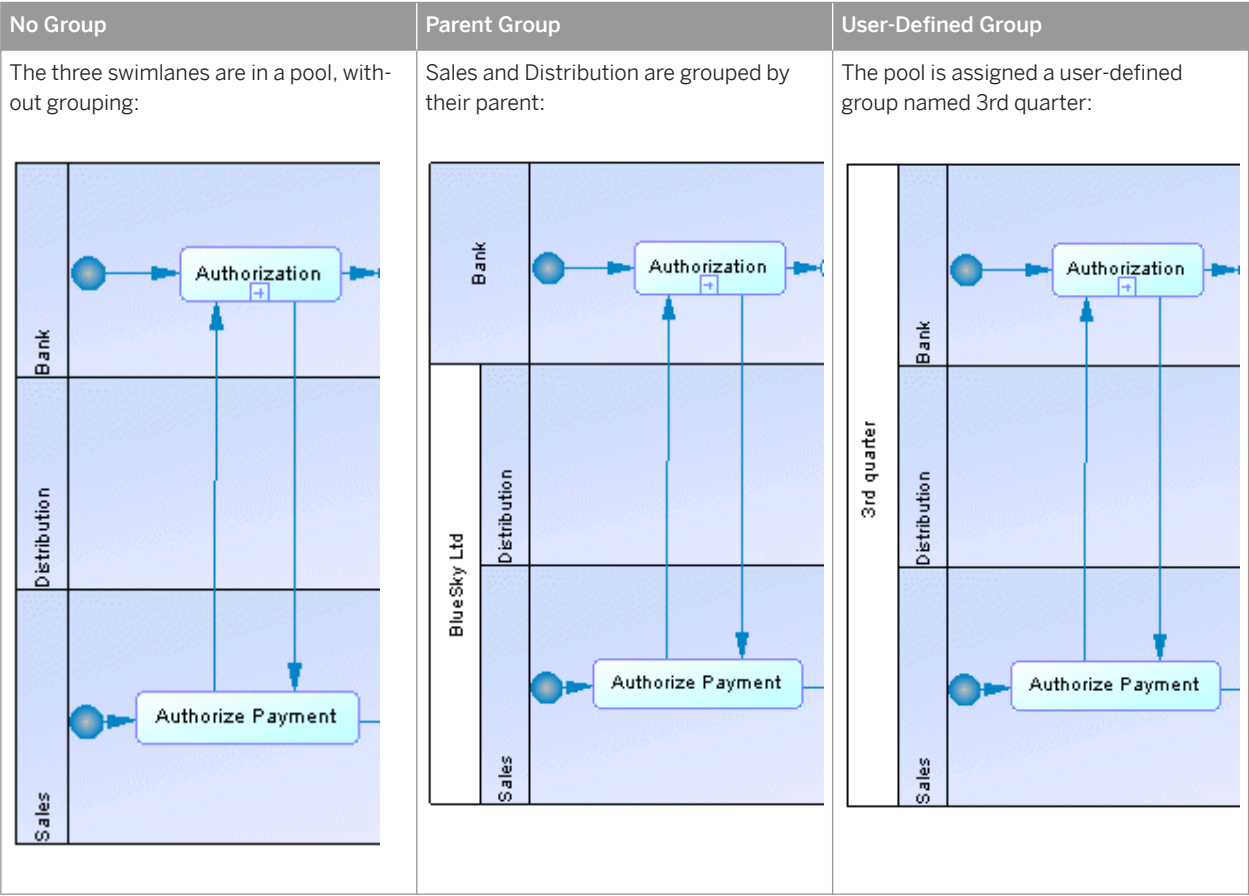 No Group
Parent Group
User-Defined Group
The three swimlanes are in a pool, with-
out grouping:
Sales and Distribution are grouped by
their parent:
The pool is assigned a user-defined
group named 3rd quarter:
Bank
Authorization
Distribution
Sales
Authorize Payment
Bank
Authorization
BlueSky Ltd
Distribution
Sales
Authorize Payment
3rd quarter
Bank
Authorization
Distribution
Sales
Authorize Payment